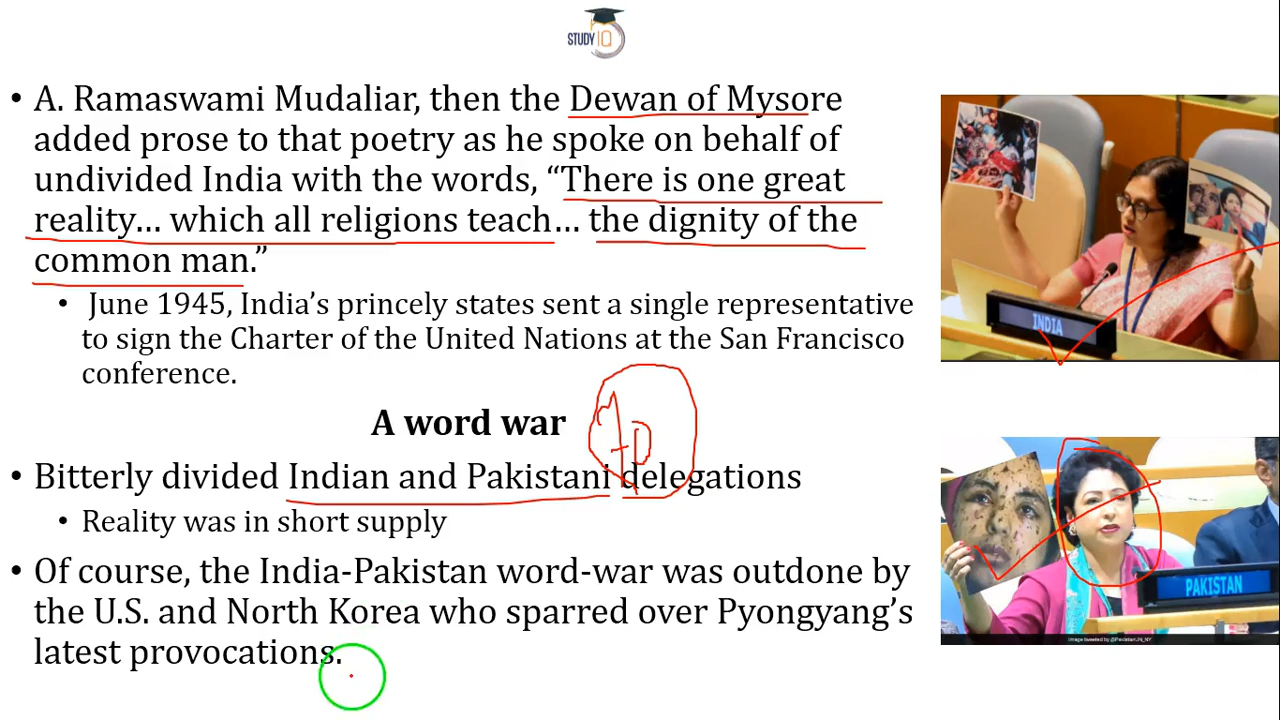 STUDY IQ
• A. Ramaswami Mudaliar, then the Dewan of Mysore
added prose to that poetry as he spoke on behalf of
undivided India with the words, “There is one great
reality… which all religions teach… the dignity of the
common man.”
• June 1945, India’s princely states sent a single representative
to sign the Charter of the United Nations at the San Francisco
conference.
A word war
• Bitterly divided Indian and Pakistani delegations
• Reality was in short supply
• Of course, the India-Pakistan word-war was outdone by
the U.S. and North Korea who sparred over Pyongyang’s
latest provocations.
INDIA
PAKISTAN